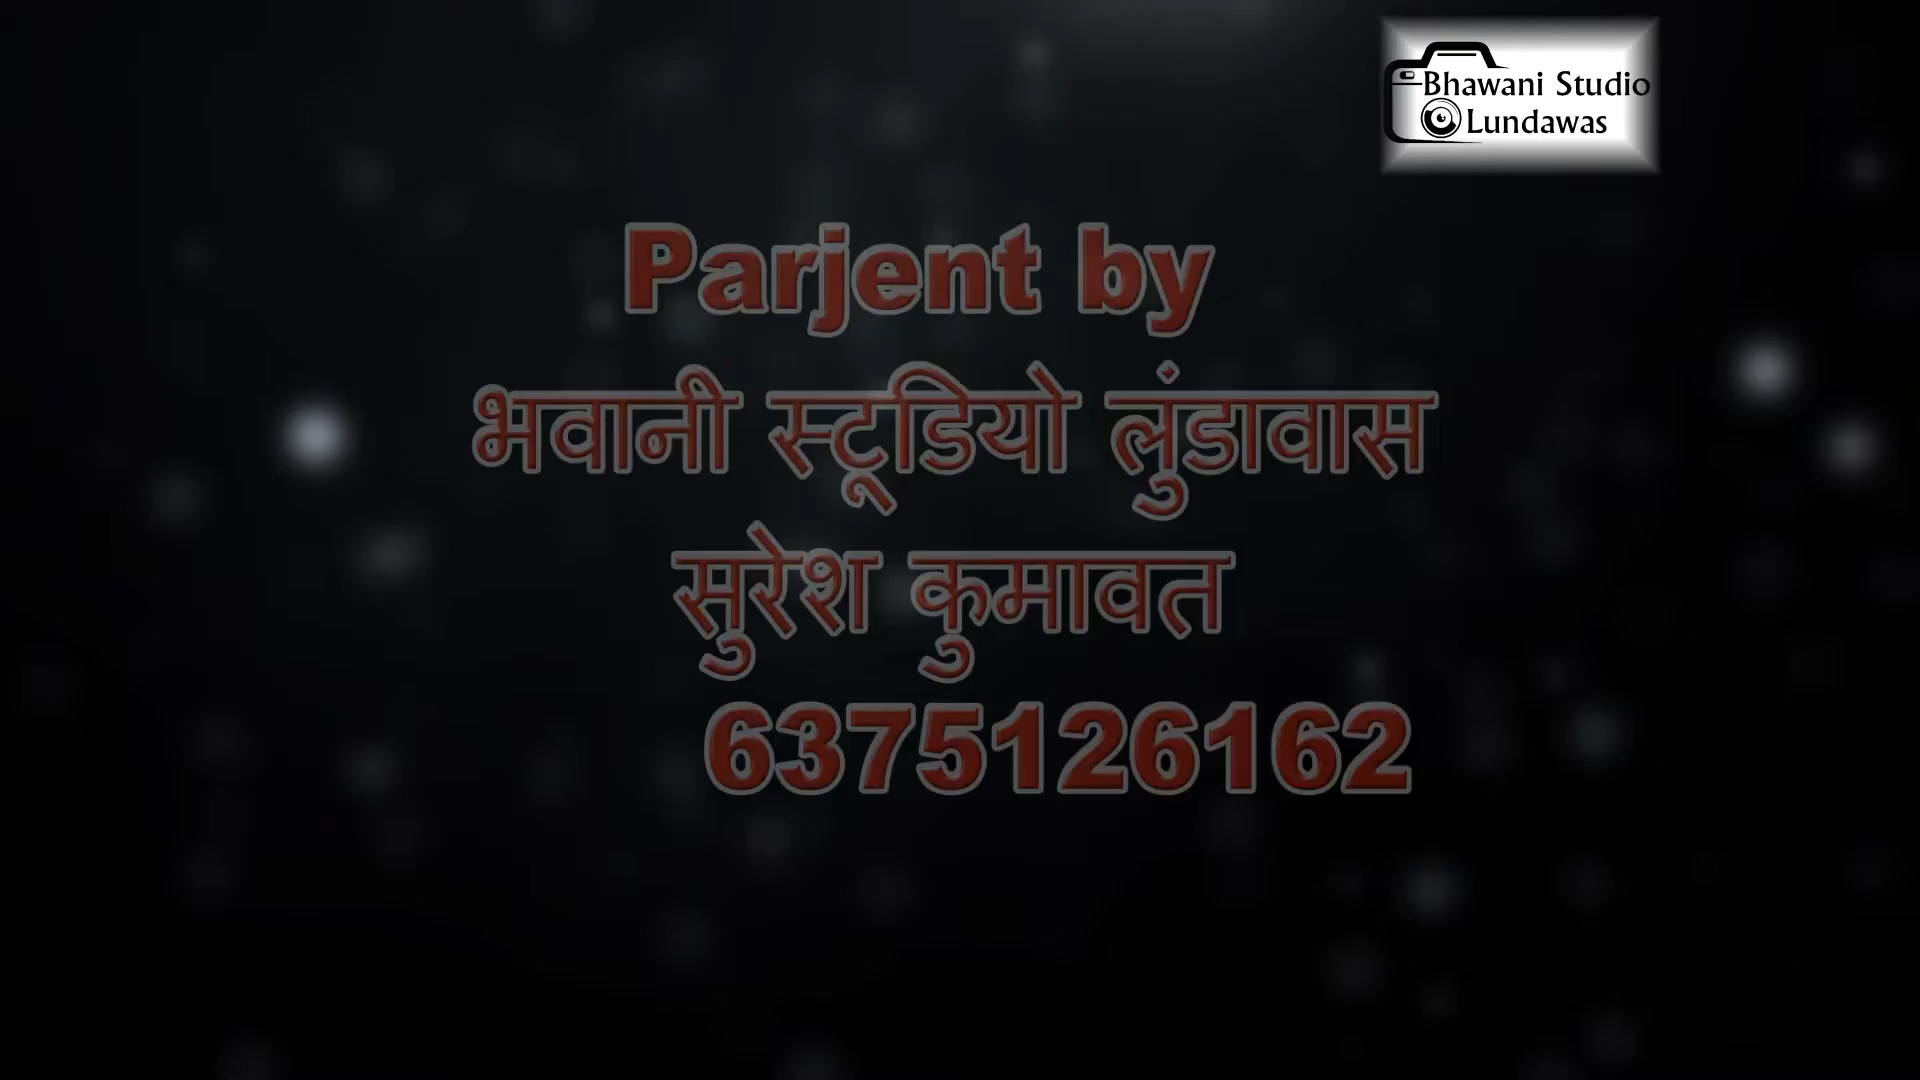 Bhawani Studio
Lundawas
Parjent by
भवानी स्टूडियो लुंडावास
सुरेश कुमावत
6375126162